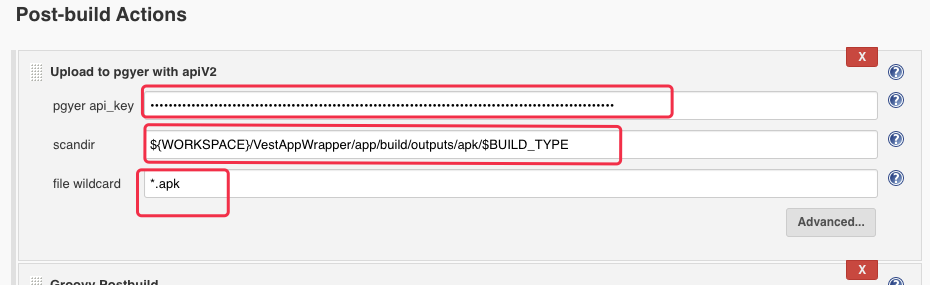 Post-build Actions
X
Upload to pgyer with apiV2
?
pgyer api_key
?
scandir ${WORKSPACE}/VestAppWrapper/app/build/outputs/apk/$BUILD_TYPE
?
file wildcard *.apk
?
Advanced...
X
Groovy Postbuild
?